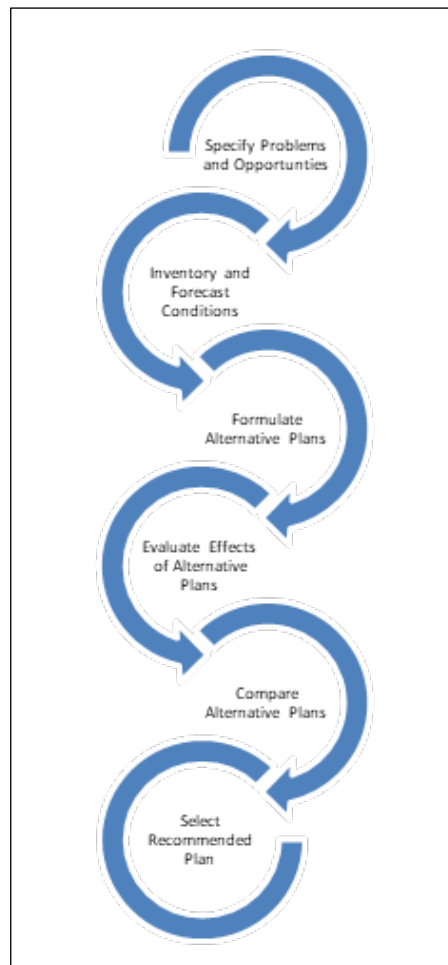 Specify Problems
and Opportunties
Inventory and
Forecast
Conditions
Formulate
Alternative Plans
Evaluate Effects
of Alternative
Plans
Compare
Alternative Plans
Select
Recommended
Plan